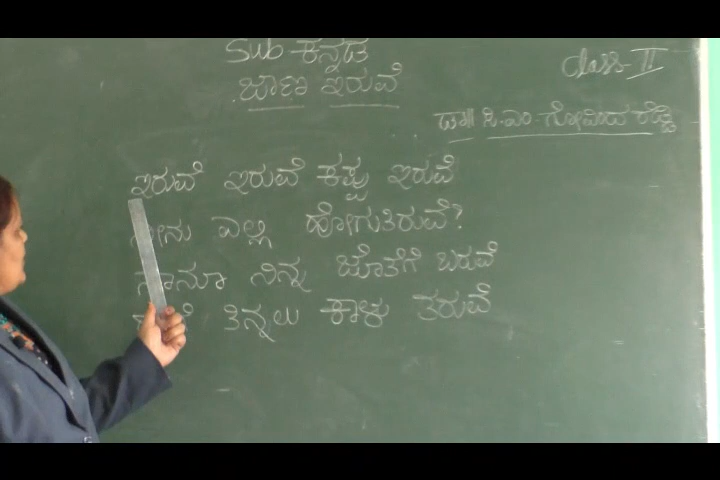 Sub-ಕನ್ನಡ
Class-II
ಜಾಣ ಇರುವೆ
ಡಾ|| ಸಿ.ಎಂ. ಗೋವಿಂದ ರೆಡ್ಡಿ
ಇರುವೆ ಇರುವೆ ಕಪ್ಪು ಇರುವೆ
ನೀನು ಎಲ್ಲಿ ಹೋಗುತಿರುವೆ?
ನಾನೂ ನಿನ್ನ ಜೊತೆಗೆ ಬರುವೆ
ತಿನ್ನಲು ಕಾಳು ತರುವೆ